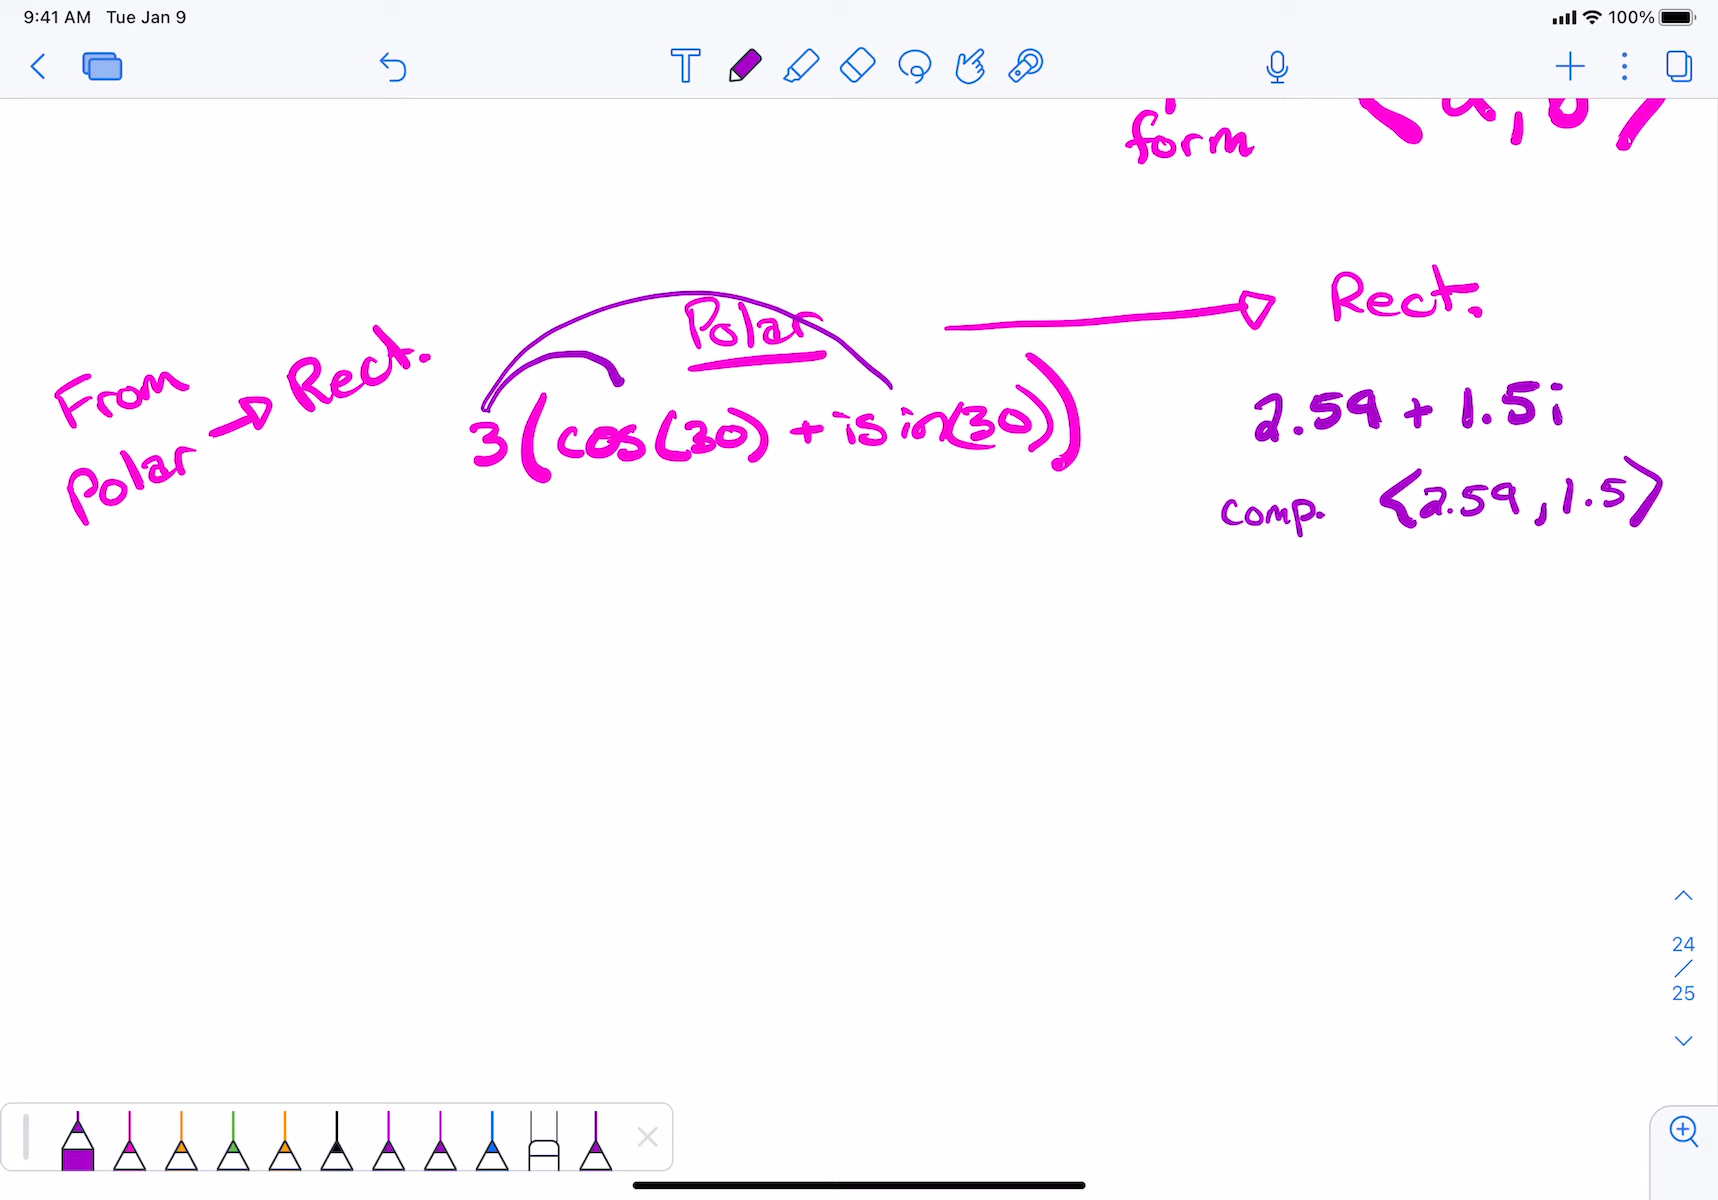 9:41 AM Tue Jan 9
100%
form
Polar
Rect.
From
Polar → Rect.
3(cos(30) + isin(30))
2.59 + 1.5i
comp. ⟨2.59, 1.5⟩
24
/
25